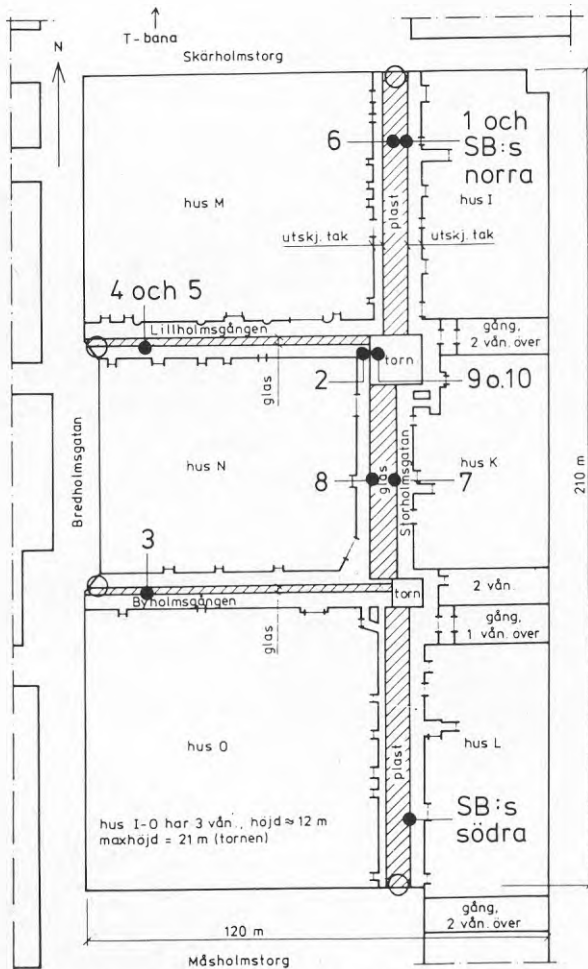 T-bana
N
Skärholmstorg
6
1 och
SB:s
norra
hus M
hus I
plast
utskj. tak
utskj. tak
4 och 5
Lillholmsgången
gång,
2 vån. över
glas
2
torn
9 o. 10
Bredholmsgatan
hus N
8
glas
Storholmsgatan
hus K
7
210 m
3
Byholmsgången
torn
2 vån.
gång,
1 vån. över
glas
hus O
plast
hus L
hus I-O har 3 vån., höjd ≈ 12 m
maxhöjd = 21 m (tornen)
SB:s
södra
gång,
2 vån. över
120 m
Måsholmstorg